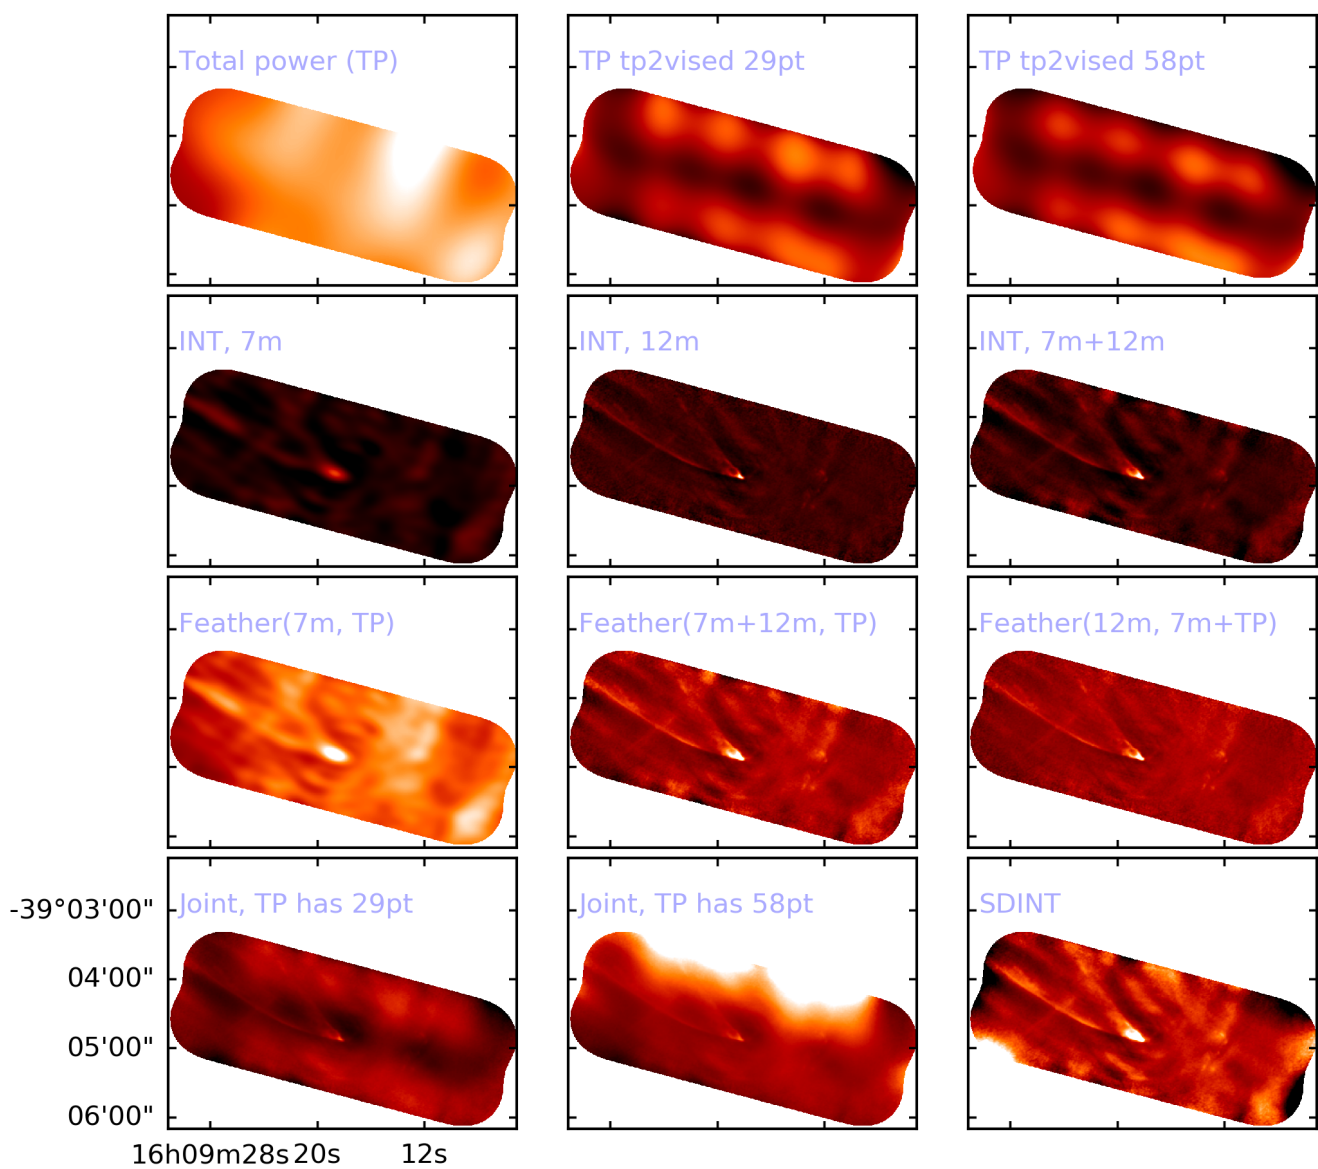 Total power (TP)
TP tp2vised 29pt
TP tp2vised 58pt
INT, 7m
INT, 12m
INT, 7m+12m
Feather(7m, TP)
Feather(7m+12m, TP)
Feather(12m, 7m+TP)
Joint, TP has 29pt
Joint, TP has 58pt
SDINT
-39°03'00"
04'00"
05'00"
06'00"
16h09m28s 20s 12s